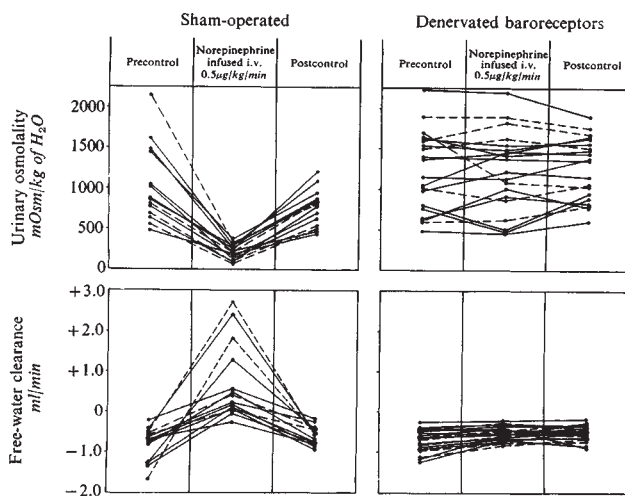 Sham-operated
Denervated baroreceptors
Precontrol
Norepinephrine
infused i.v.
0.5µg/kg/min
Postcontrol
Precontrol
Norepinephrine
infused i.v.
0.5µg/kg/min
Postcontrol
Urinary osmolality
mOsm/kg of H₂O
2000
1500
1000
500
0
Free-water clearance
ml/min
+3.0
+2.0
+1.0
0
−1.0
−2.0